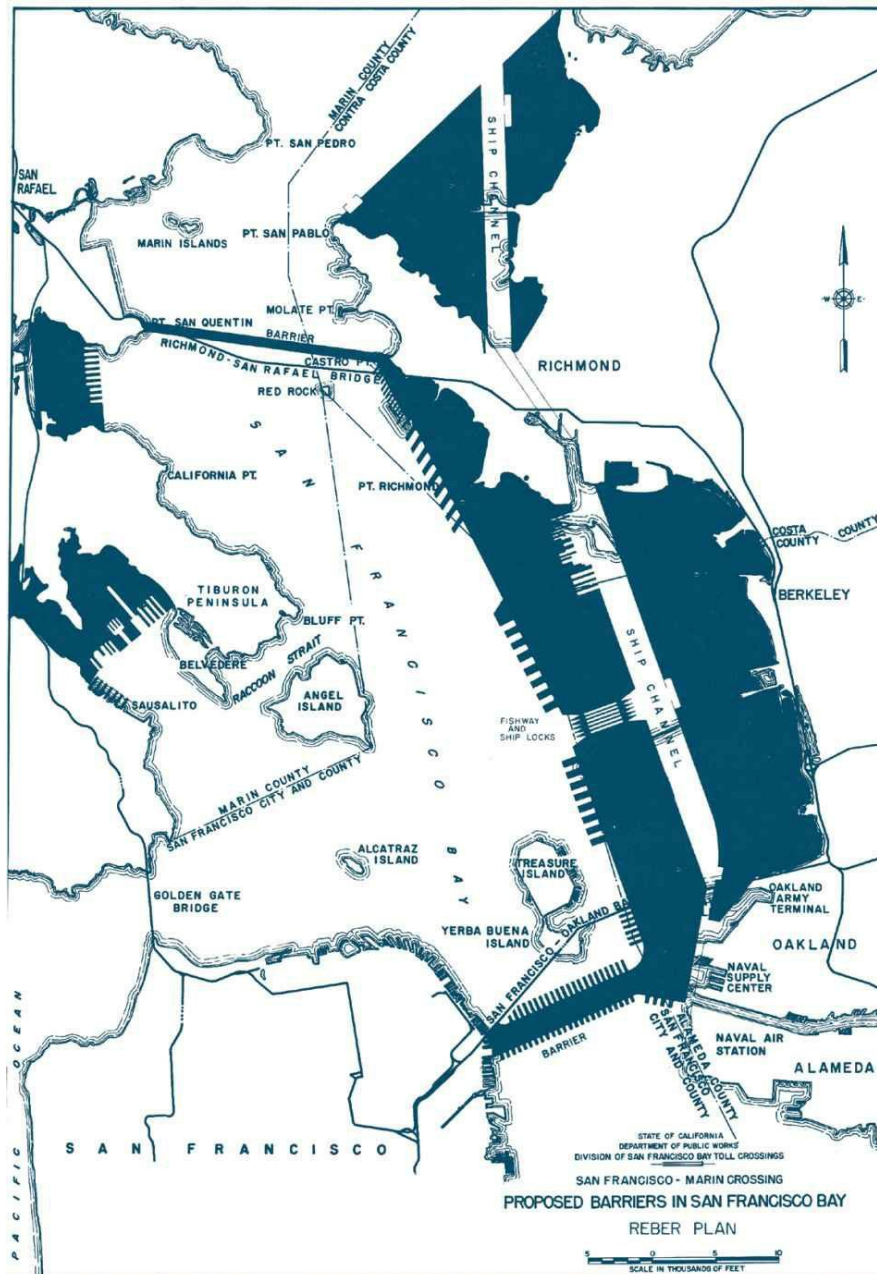 MARIN COUNTY
CONTRA COSTA COUNTY
SHIP CHANNEL
PT. SAN PEDRO
SAN
RAFAEL
MARIN ISLANDS
PT. SAN PABLO
MOLATE PT.
PT. SAN QUENTIN
BARRIER
RICHMOND-SAN RAFAEL BRIDGE
CASTRO PT.
RED ROCK
RICHMOND
W
E
SAN FRANCISCO BAY
CALIFORNIA PT.
PT. RICHMOND
COSTA
COUNTY
COUNTY
TIBURON
PENINSULA
BERKELEY
BLUFF PT.
BELVEDERE
RACCOON STRAIT
SHIP CHANNEL
SAUSALITO
ANGEL
ISLAND
FISHWAY
AND
SHIP LOCKS
MARIN COUNTY
SAN FRANCISCO CITY AND COUNTY
ALCATRAZ
ISLAND
TREASURE
ISLAND
GOLDEN GATE
BRIDGE
OAKLAND
ARMY
TERMINAL
YERBA BUENA
ISLAND
SAN FRANCISCO - OAKLAND BA
OAKLAND
NAVAL
SUPPLY
CENTER
BARRIER
NAVAL AIR
STATION
ALAMEDA COUNTY
SAN FRANCISCO
CITY AND COUNTY
ALAMEDA
PACIFIC OCEAN
SAN FRANCISCO
STATE OF CALIFORNIA
DEPARTMENT OF PUBLIC WORKS
DIVISION OF SAN FRANCISCO BAY TOLL CROSSINGS
SAN FRANCISCO - MARIN CROSSING
PROPOSED BARRIERS IN SAN FRANCISCO BAY
REBER PLAN
5 0 5 10
SCALE IN THOUSANDS OF FEET